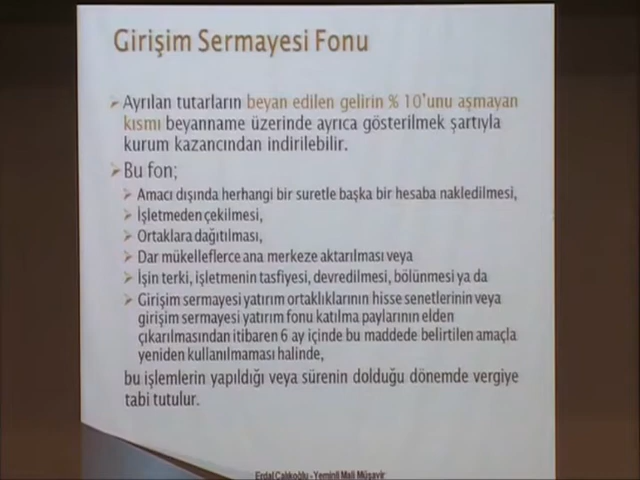 Girişim Sermayesi Fonu
Ayrılan tutarların beyan edilen gelirin % 10'unu aşmayan
kısmı beyanname üzerinde ayrıca gösterilmek şartıyla
kurum kazancından indirilebilir.
Bu fon;
Amacı dışında herhangi bir suretle başka bir hesaba nakledilmesi,
İşletmeden çekilmesi,
Ortaklara dağıtılması,
Dar mükelleflerce ana merkeze aktarılması veya
İşin terki, işletmenin tasfiyesi, devredilmesi, bölünmesi ya da
Girişim sermayesi yatırım ortaklıklarının hisse senetlerinin veya
girişim sermayesi yatırım fonu katılma paylarının elden
çıkarılmasından itibaren 6 ay içinde bu maddede belirtilen amaçla
yeniden kullanılmaması halinde,
bu işlemlerin yapıldığı veya sürenin dolduğu dönemde vergiye
tabi tutulur.
Erdal Çalıkoğlu - Yeminli Mali Müşavir